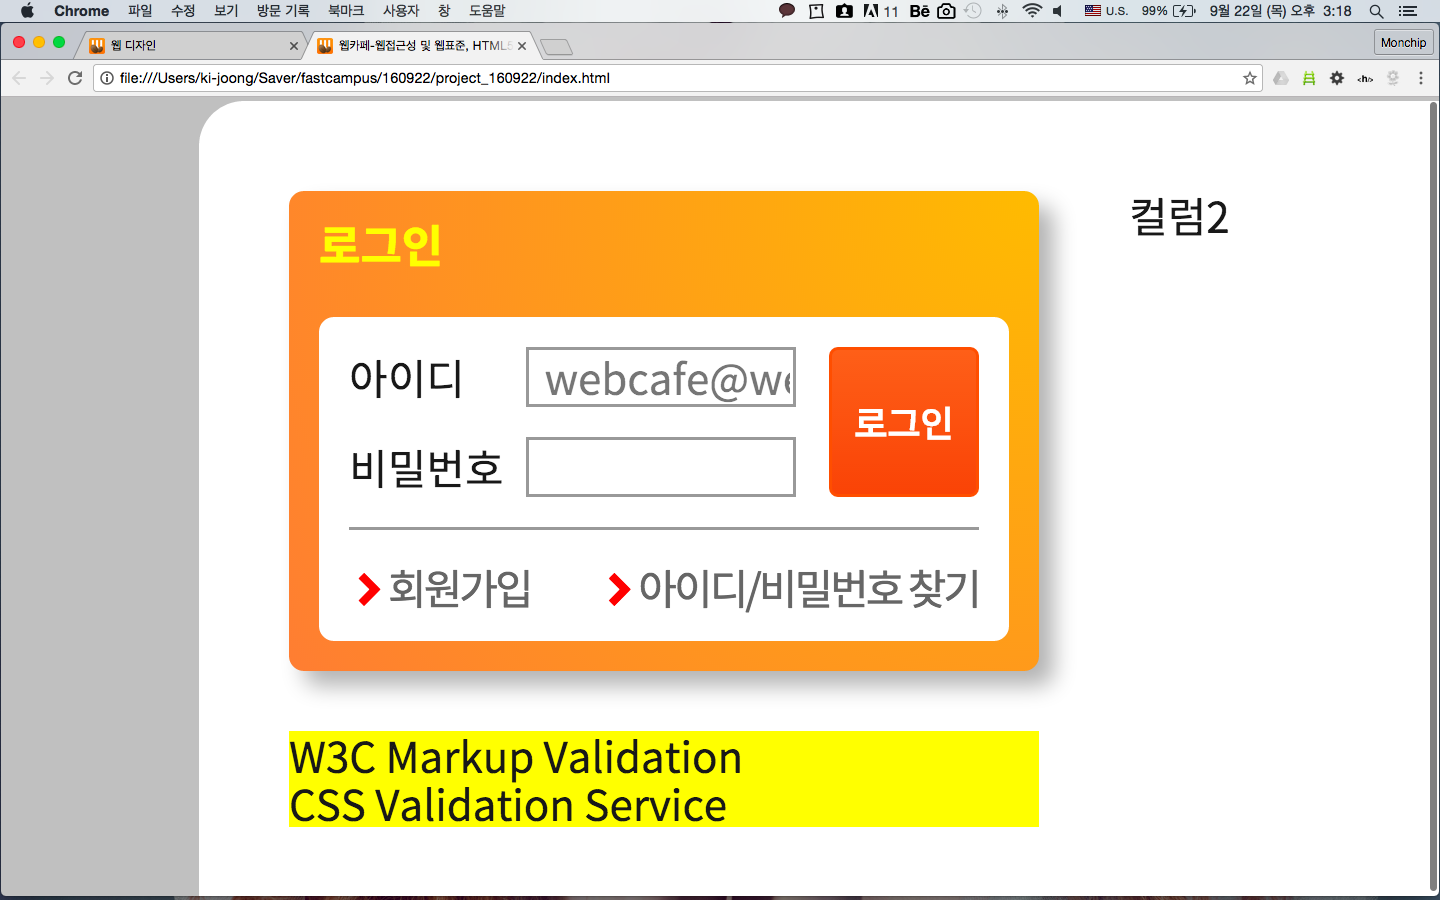 Chrome 파일 수정 보기 방문 기록 북마크 사용자 창 도움말 11 Bē U.S. 99% 9월 22일 (목) 오후 3:18
웹 디자인 웹카페-웹접근성 및 웹표준, HTML5 Monchip
file:///Users/ki-joong/Saver/fastcampus/160922/project_160922/index.html
로그인 컬럼2
아이디 webcafe@we
로그인
비밀번호
회원가입 아이디/비밀번호 찾기
W3C Markup Validation
CSS Validation Service